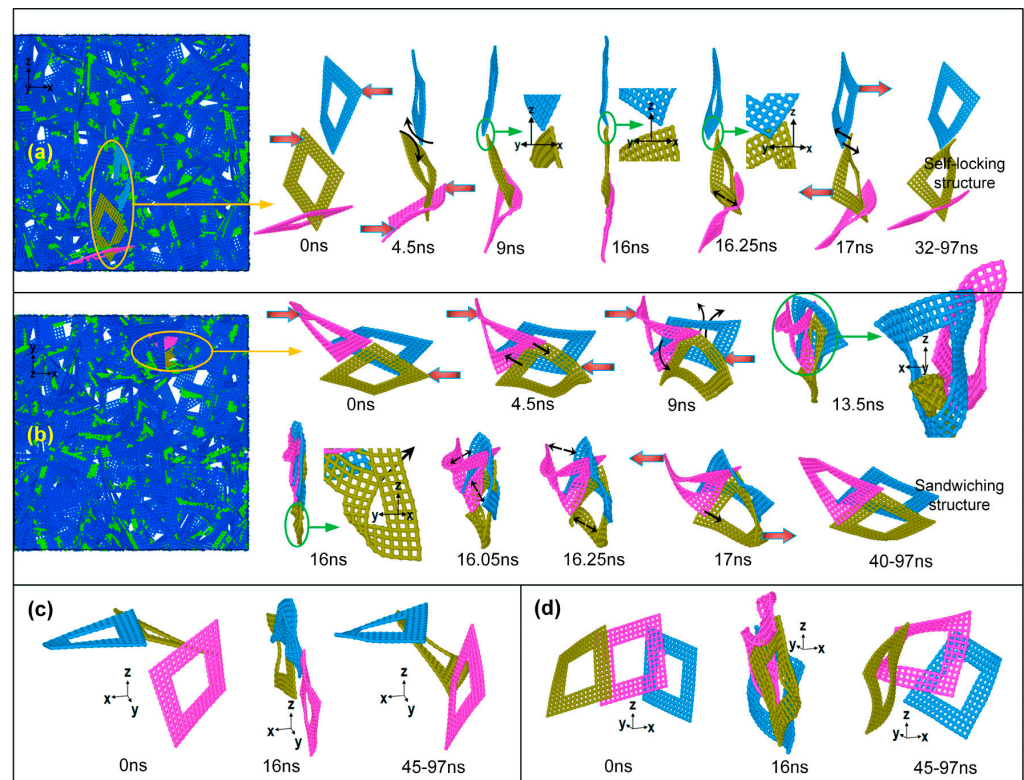 z
x
(a)
z
y x
z
y x
z
x
0ns
4.5ns
9ns
16ns
16.25ns
17ns
32-97ns
Self-locking
structure
y
z x
(b)
0ns
4.5ns
9ns
13.5ns
z
x y
z
y x
16ns
16.05ns
16.25ns
17ns
40-97ns
Sandwiching
structure
(c)
z
x
y
z
x y
z
x
y
0ns
16ns
45-97ns
(d)
z
y x
z
y x
z
y x
0ns
16ns
45-97ns